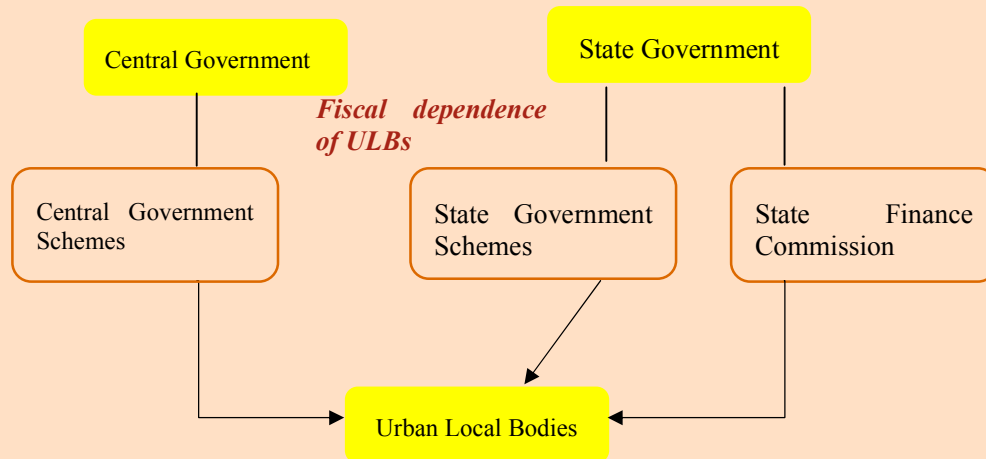 Central Government
State Government
Fiscal dependence
of ULBs
Central Government
Schemes
State Government
Schemes
State Finance
Commission
Urban Local Bodies